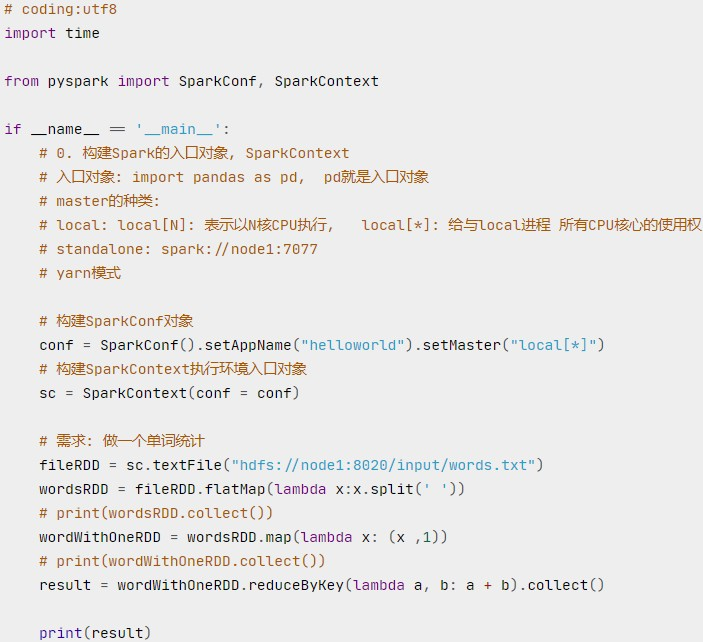 # coding:utf8
import time
from pyspark import SparkConf, SparkContext
if __name__ == '__main__':
# 0. 构建Spark的入口对象, SparkContext
# 入口对象: import pandas as pd,  pd就是入口对象
# master的种类:
# local: local[N]: 表示以N核CPU执行,   local[*]: 给与local进程 所有CPU核心的使用权
# standalone: spark://node1:7077
# yarn模式
# 构建SparkConf对象
conf = SparkConf().setAppName("helloworld").setMaster("local[*]")
# 构建SparkContext执行环境入口对象
sc = SparkContext(conf = conf)
# 需求: 做一个单词统计
fileRDD = sc.textFile("hdfs://node1:8020/input/words.txt")
wordsRDD = fileRDD.flatMap(lambda x:x.split(' '))
# print(wordsRDD.collect())
wordWithOneRDD = wordsRDD.map(lambda x: (x ,1))
# print(wordWithOneRDD.collect())
result = wordWithOneRDD.reduceByKey(lambda a, b: a + b).collect()
print(result)